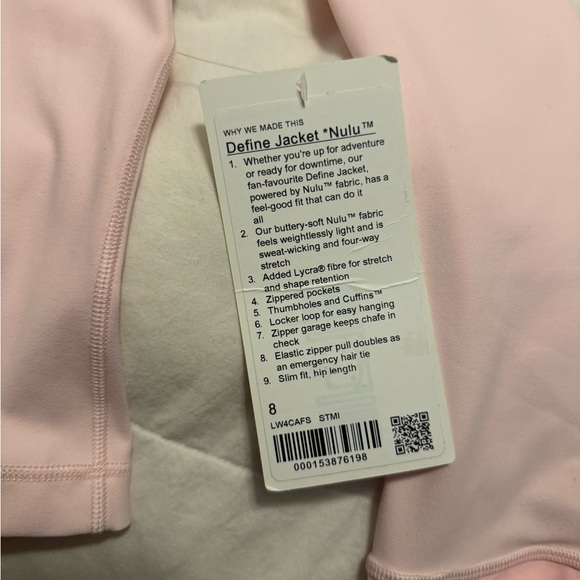 WHY WE MADE THIS
Define Jacket *Nulu™
1. Whether you're up for adventure
or ready for downtime, our
fan-favourite Define Jacket,
powered by Nulu™ fabric, has a
feel-good fit that can do it
all
2. Our buttery-soft Nulu™ fabric
feels weightlessly light and is
sweat-wicking and four-way
stretch
3. Added Lycra® fibre for stretch
and shape retention
4. Zippered pockets
5. Thumbholes and Cuffins™
6. Locker loop for easy hanging
7. Zipper garage keeps chafe in
check
8. Elastic zipper pull doubles as
an emergency hair tie
9. Slim fit, hip length
8
LW4CAFS STMI
000153876198